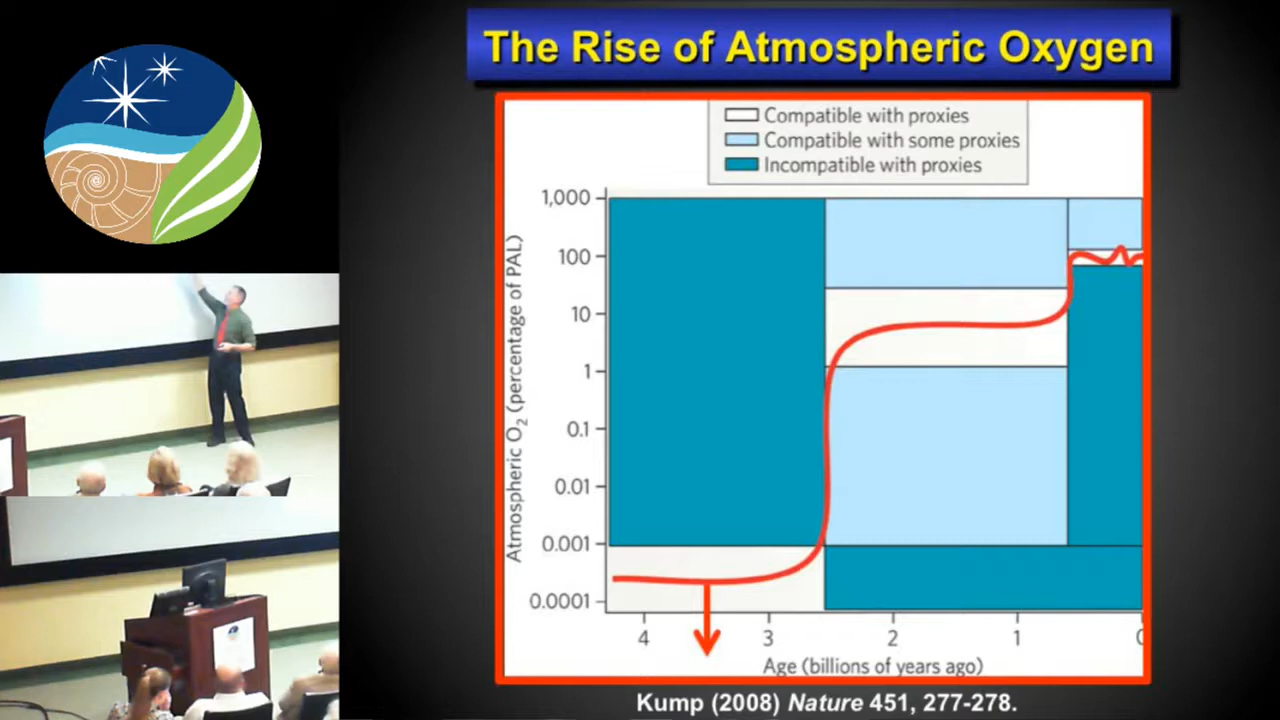 The Rise of Atmospheric Oxygen
Compatible with proxies
Compatible with some proxies
Incompatible with proxies
Atmospheric O₂ (percentage of PAL)
1,000
100
10
1
0.1
0.01
0.001
0.0001
4
3
2
1
0
Age (billions of years ago)
Kump (2008) Nature 451, 277-278.